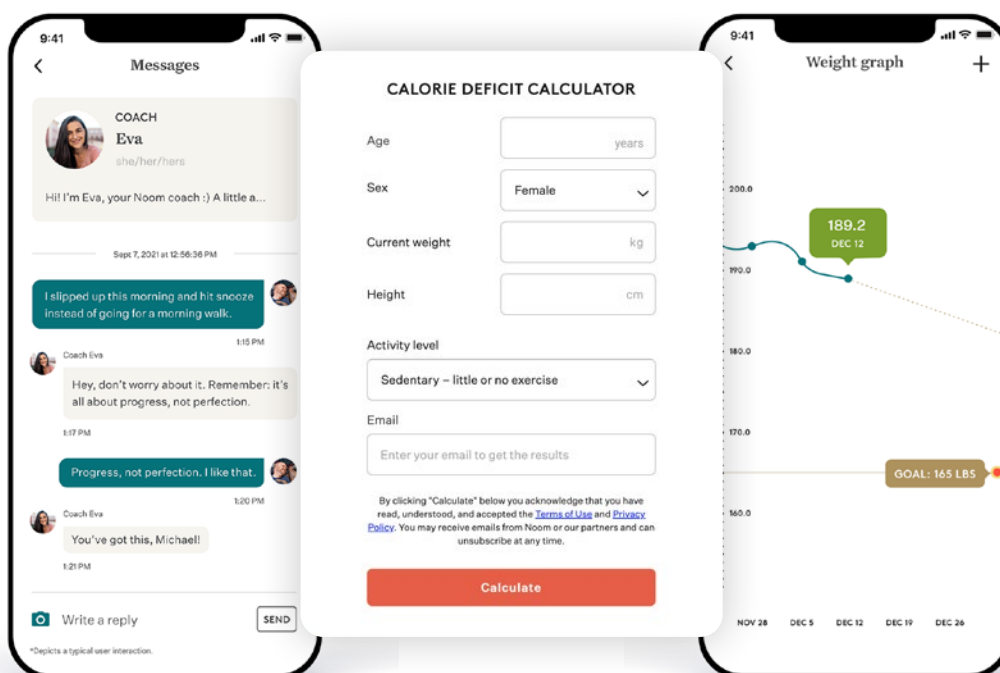 9:41
Messages
COACH
Eva
she/her/hers
Hi! I'm Eva, your Noom coach :) A little a...
Sept 7, 2021 at 12:56:36 PM
I slipped up this morning and hit snooze
instead of going for a morning walk.
1:15 PM
Coach Eva
Hey, don't worry about it. Remember: it's
all about progress, not perfection.
1:17 PM
Progress, not perfection. I like that.
1:20 PM
Coach Eva
You've got this, Michael!
1:21 PM
Write a reply
SEND
*Depicts a typical user interaction.
CALORIE DEFICIT CALCULATOR
Age
years
Sex
Female
Current weight
kg
Height
cm
Activity level
Sedentary – little or no exercise
Email
Enter your email to get the results
By clicking "Calculate" below you acknowledge that you have
read, understood, and accepted the Terms of Use and Privacy
Policy. You may receive emails from Noom or our partners and can
unsubscribe at any time.
Calculate
9:41
Weight graph
200.0
189.2
DEC 12
190.0
180.0
170.0
GOAL: 165 LBS
160.0
NOV 28 DEC 5 DEC 12 DEC 19 DEC 26